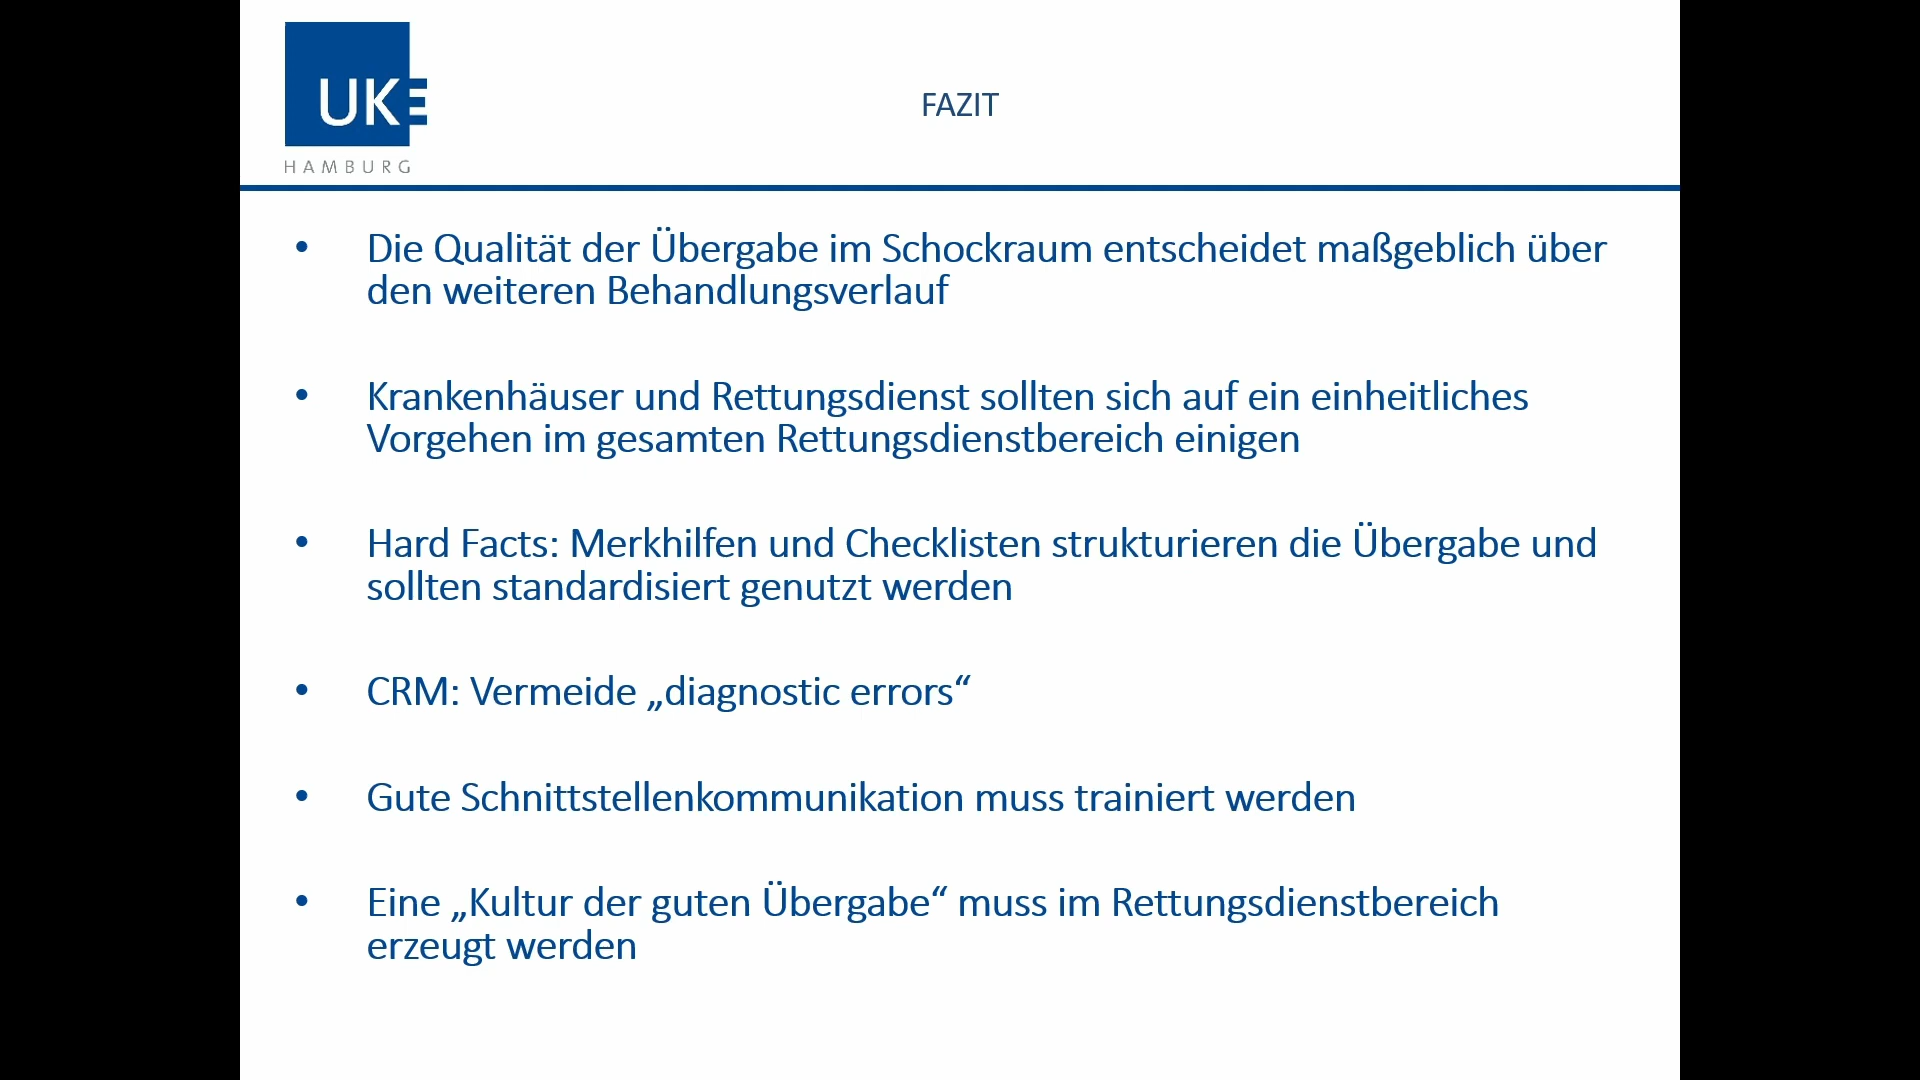 UKE
HAMBURG
FAZIT
• Die Qualität der Übergabe im Schockraum entscheidet maßgeblich über
den weiteren Behandlungsverlauf
• Krankenhäuser und Rettungsdienst sollten sich auf ein einheitliches
Vorgehen im gesamten Rettungsdienstbereich einigen
• Hard Facts: Merkhilfen und Checklisten strukturieren die Übergabe und
sollten standardisiert genutzt werden
• CRM: Vermeide „diagnostic errors“
• Gute Schnittstellenkommunikation muss trainiert werden
• Eine „Kultur der guten Übergabe“ muss im Rettungsdienstbereich
erzeugt werden